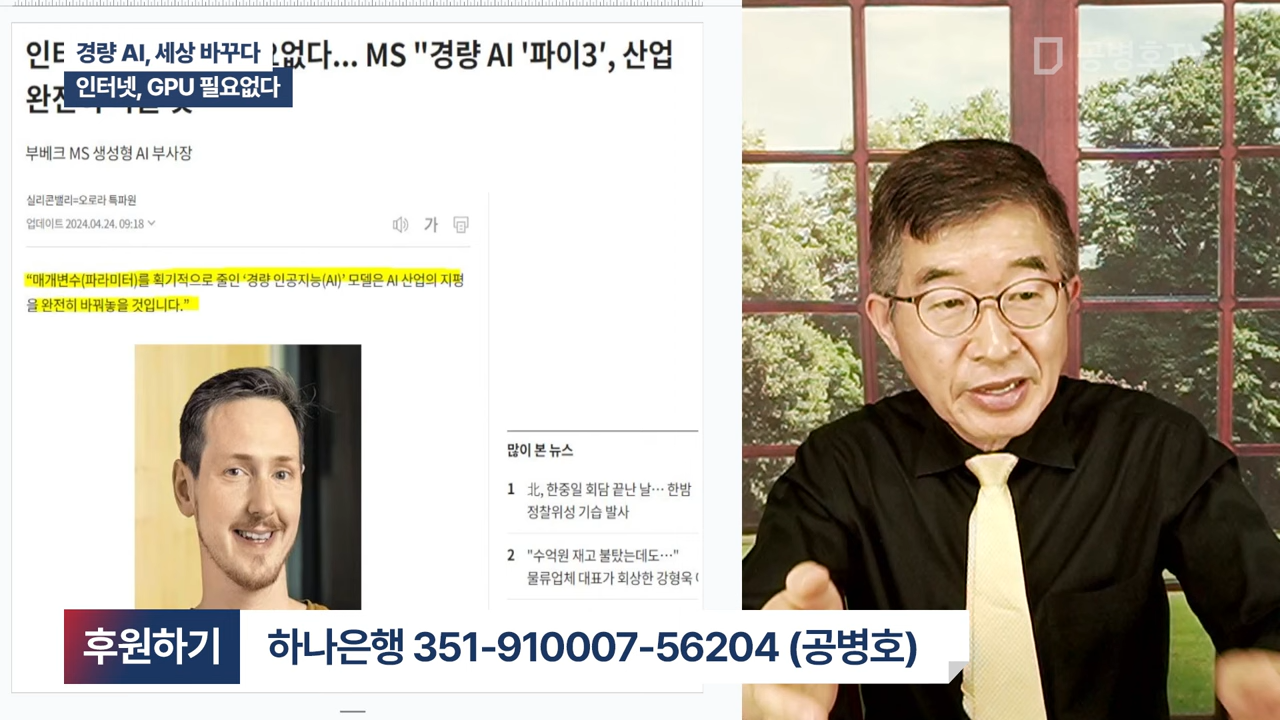 경량 AI, 세상 바꾸다
인터넷, GPU 필요없다
없다... MS "경량 AI '파이3', 산업
부베크 MS 생성형 AI 부사장
실리콘밸리=오로라 특파원
업데이트 2024.04.24. 09:18
가
“매개변수(파라미터)를 획기적으로 줄인 ‘경량 인공지능(AI)’ 모델은 AI 산업의 지평
을 완전히 바꿔놓을 것입니다.”
많이 본 뉴스
1 北, 한중일 회담 끝난 날… 한밤
정찰위성 기습 발사
2 "수억원 재고 불탔는데도…"
물류업체 대표가 회상한 강형욱
후원하기
하나은행 351-910007-56204 (공병호)
공병호TV